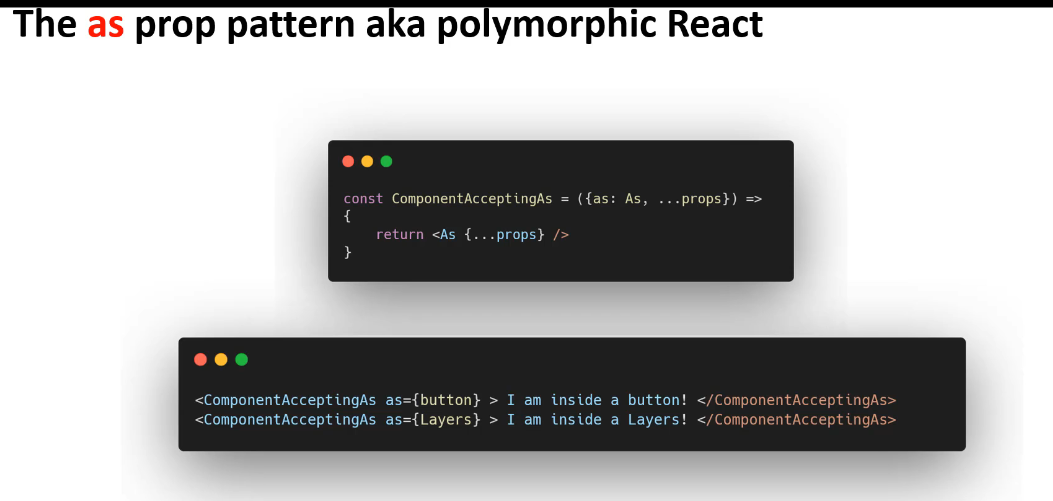 The as prop pattern aka polymorphic React
const ComponentAcceptingAs = ({as: As, ...props}) =>
{
    return <As {...props} />
}
<ComponentAcceptingAs as={button} > I am inside a button! </ComponentAcceptingAs>
<ComponentAcceptingAs as={Layers} > I am inside a Layers! </ComponentAcceptingAs>